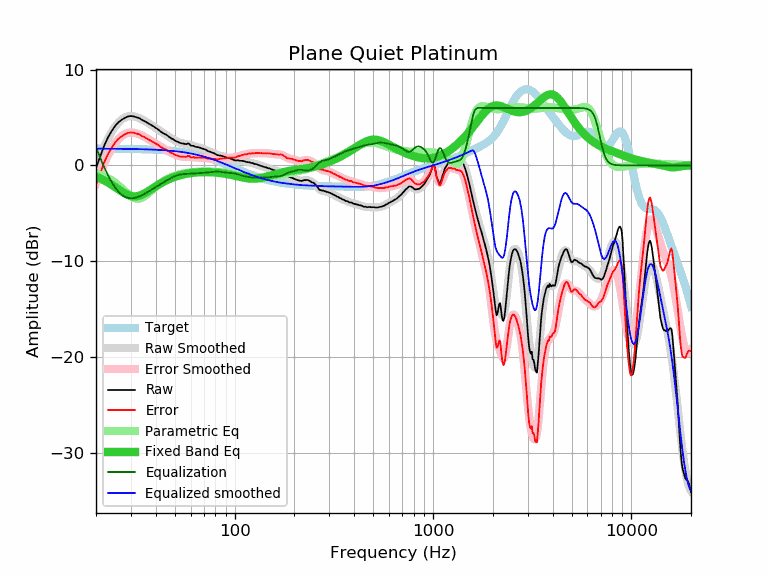 Plane Quiet Platinum
10
0
−10
−20
−30
Amplitude (dBr)
Target
Raw Smoothed
Error Smoothed
Raw
Error
Parametric Eq
Fixed Band Eq
Equalization
Equalized smoothed
100
1000
10000
Frequency (Hz)